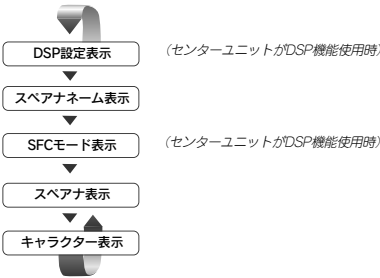 DSP設定表示 (センターユニットがDSP機能使用時)
スペアナネーム表示
SFCモード表示 (センターユニットがDSP機能使用時)
スペアナ表示
キャラクター表示